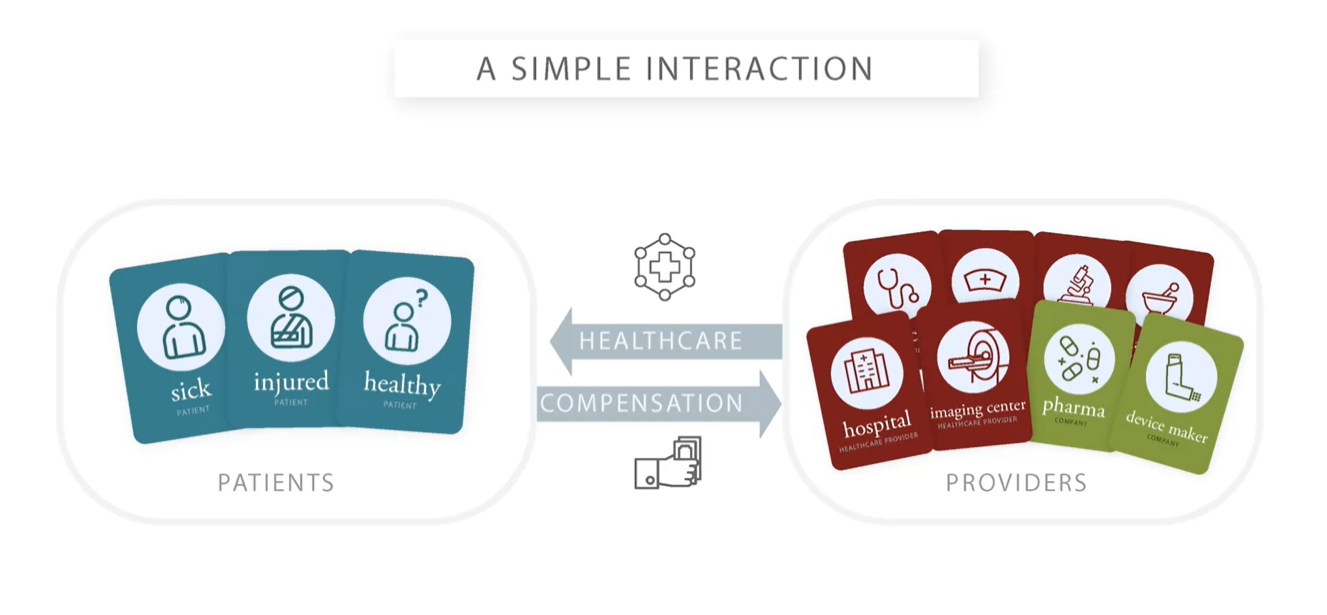 A SIMPLE INTERACTION
sick
PATIENT
injured
PATIENT
healthy
PATIENT
?
PATIENTS
HEALTHCARE
COMPENSATION
hospital
HEALTHCARE PROVIDER
imaging center
HEALTHCARE PROVIDER
pharma
COMPANY
device maker
COMPANY
PROVIDERS